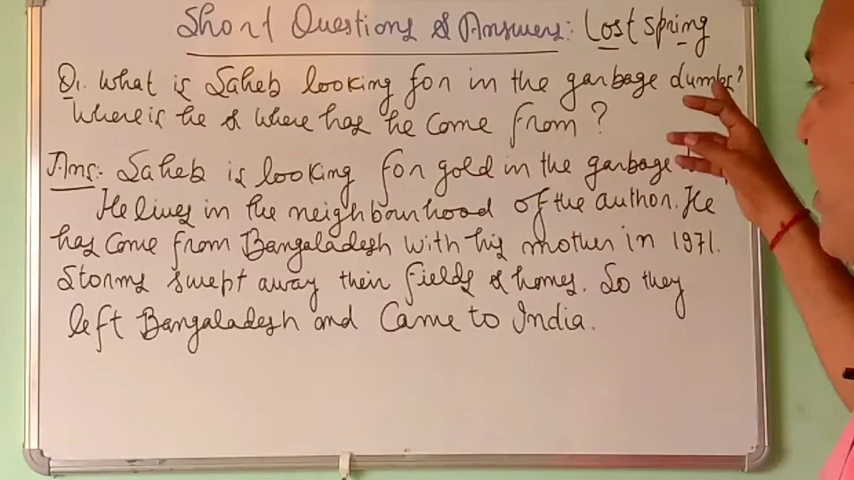 Short Questions & Answers: Lost spring
Q1. What is Saheb looking for in the garbage dumps?
Where is he & where has he come from?
Ans:- Saheb is looking for gold in the garbage
He lives in the neighbourhood of the author. He
has come from Bangaladesh with his mother in 1971.
Storms swept away their fields & homes. So they
left Bangaladesh and Came to India.